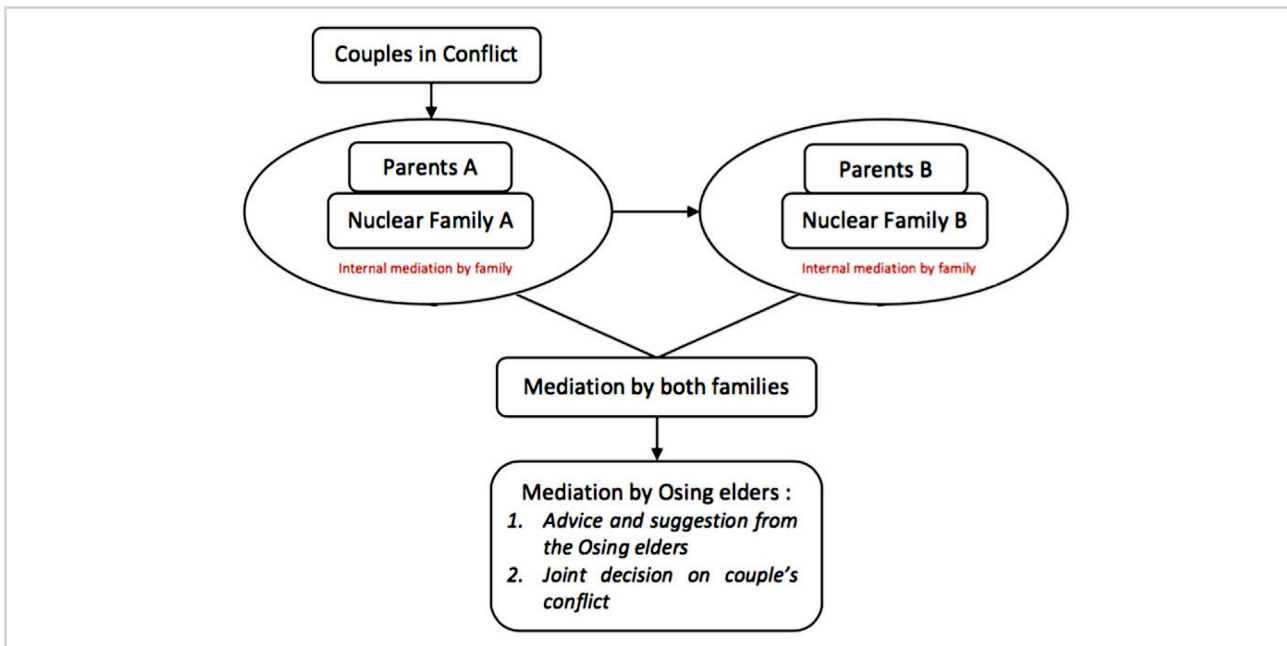 Couples in Conflict
Parents A
Nuclear Family A
Internal mediation by family
Parents B
Nuclear Family B
Internal mediation by family
Mediation by both families
Mediation by Osing elders :
1. Advice and suggestion from
the Osing elders
2. Joint decision on couple's
conflict